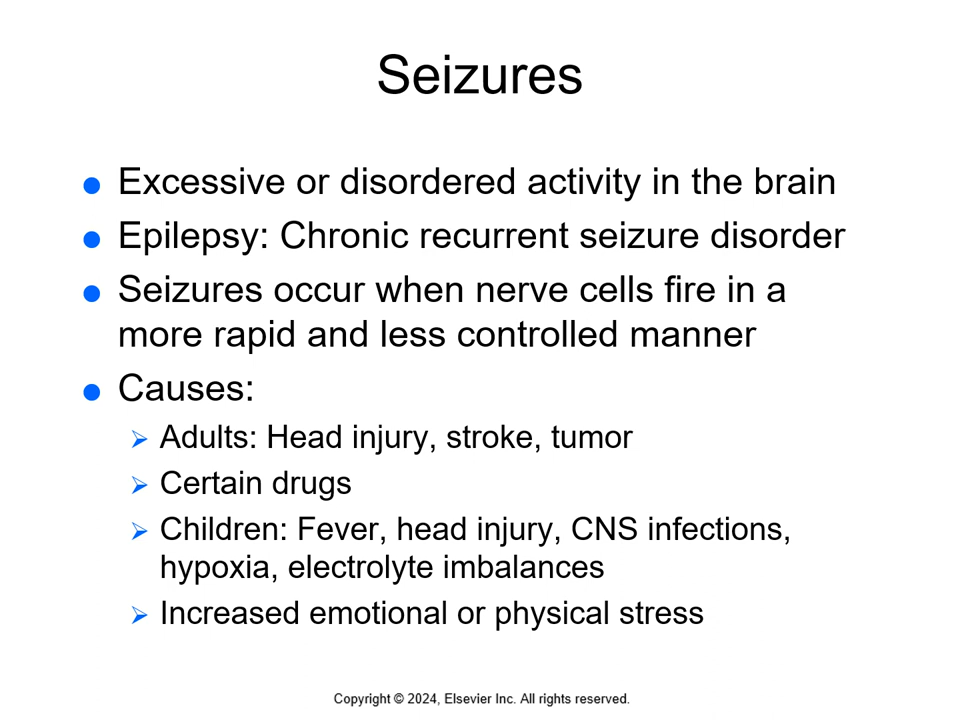 Seizures
Excessive or disordered activity in the brain
Epilepsy: Chronic recurrent seizure disorder
Seizures occur when nerve cells fire in a
more rapid and less controlled manner
Causes:
Adults: Head injury, stroke, tumor
Certain drugs
Children: Fever, head injury, CNS infections,
hypoxia, electrolyte imbalances
Increased emotional or physical stress
Copyright © 2024, Elsevier Inc. All rights reserved.